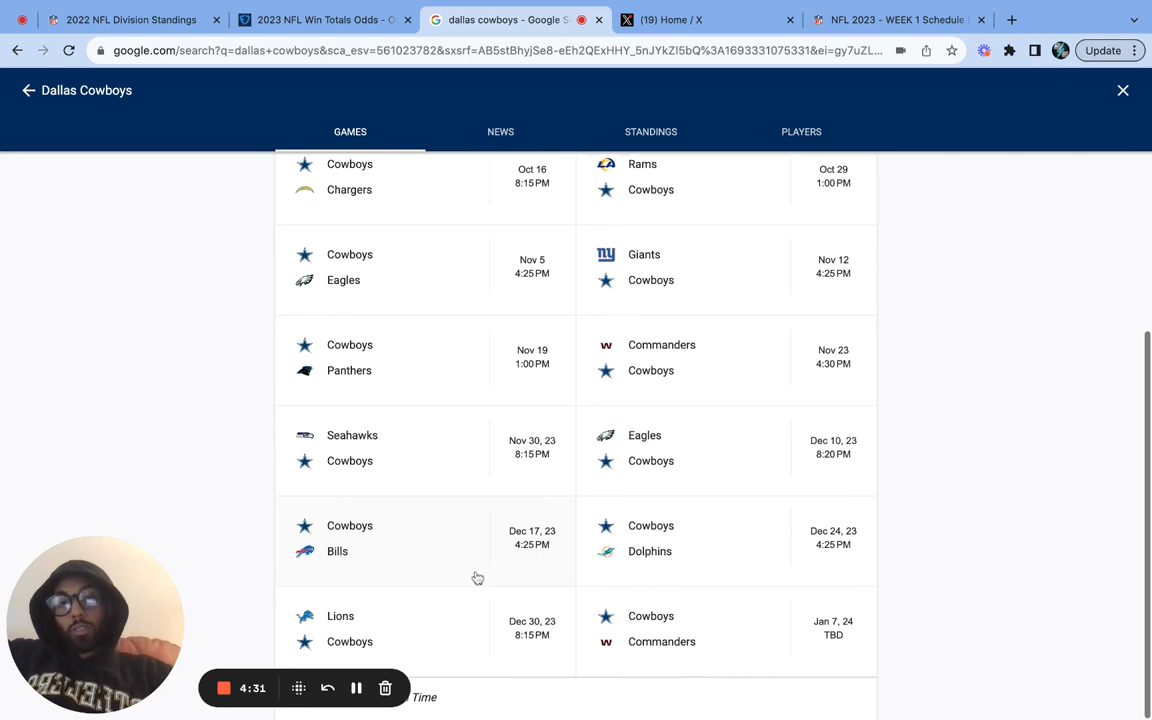 2022 NFL Division Standings
2023 NFL Win Totals Odds - O
dallas cowboys - Google S
(19) Home / X
NFL 2023 - WEEK 1 Schedule
google.com/search?q=dallas+cowboys&sca_esv=561023782&sxsrf=AB5stBhyjSe8-eEh2QExHHY_5nJYkZl5bQ%3A1693331075331&ei=gy7uZL...
Update
Dallas Cowboys
GAMES
NEWS
STANDINGS
PLAYERS
Cowboys
Chargers
Oct 16
8:15 PM
Rams
Cowboys
Oct 29
1:00 PM
Cowboys
Eagles
Nov 5
4:25 PM
ny
Giants
Cowboys
Nov 12
4:25 PM
Cowboys
Panthers
Nov 19
1:00 PM
W
Commanders
Cowboys
Nov 23
4:30 PM
Seahawks
Cowboys
Nov 30, 23
8:15 PM
Eagles
Cowboys
Dec 10, 23
8:20 PM
Cowboys
Bills
Dec 17, 23
4:25 PM
Cowboys
Dolphins
Dec 24, 23
4:25 PM
Lions
Cowboys
Dec 30, 23
8:15 PM
Cowboys
W
Commanders
Jan 7, 24
TBD
4:31
Time